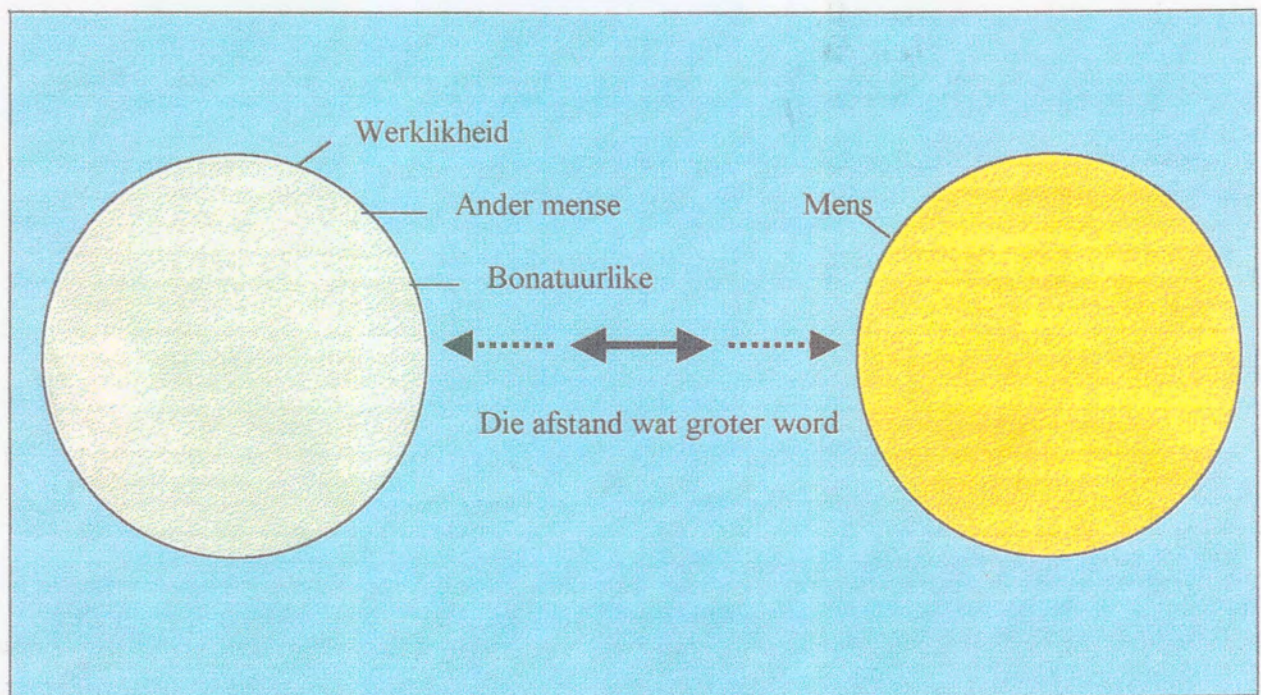 Werklikheid
Ander mense
Mens
Bonatuurlike
Die afstand wat groter word